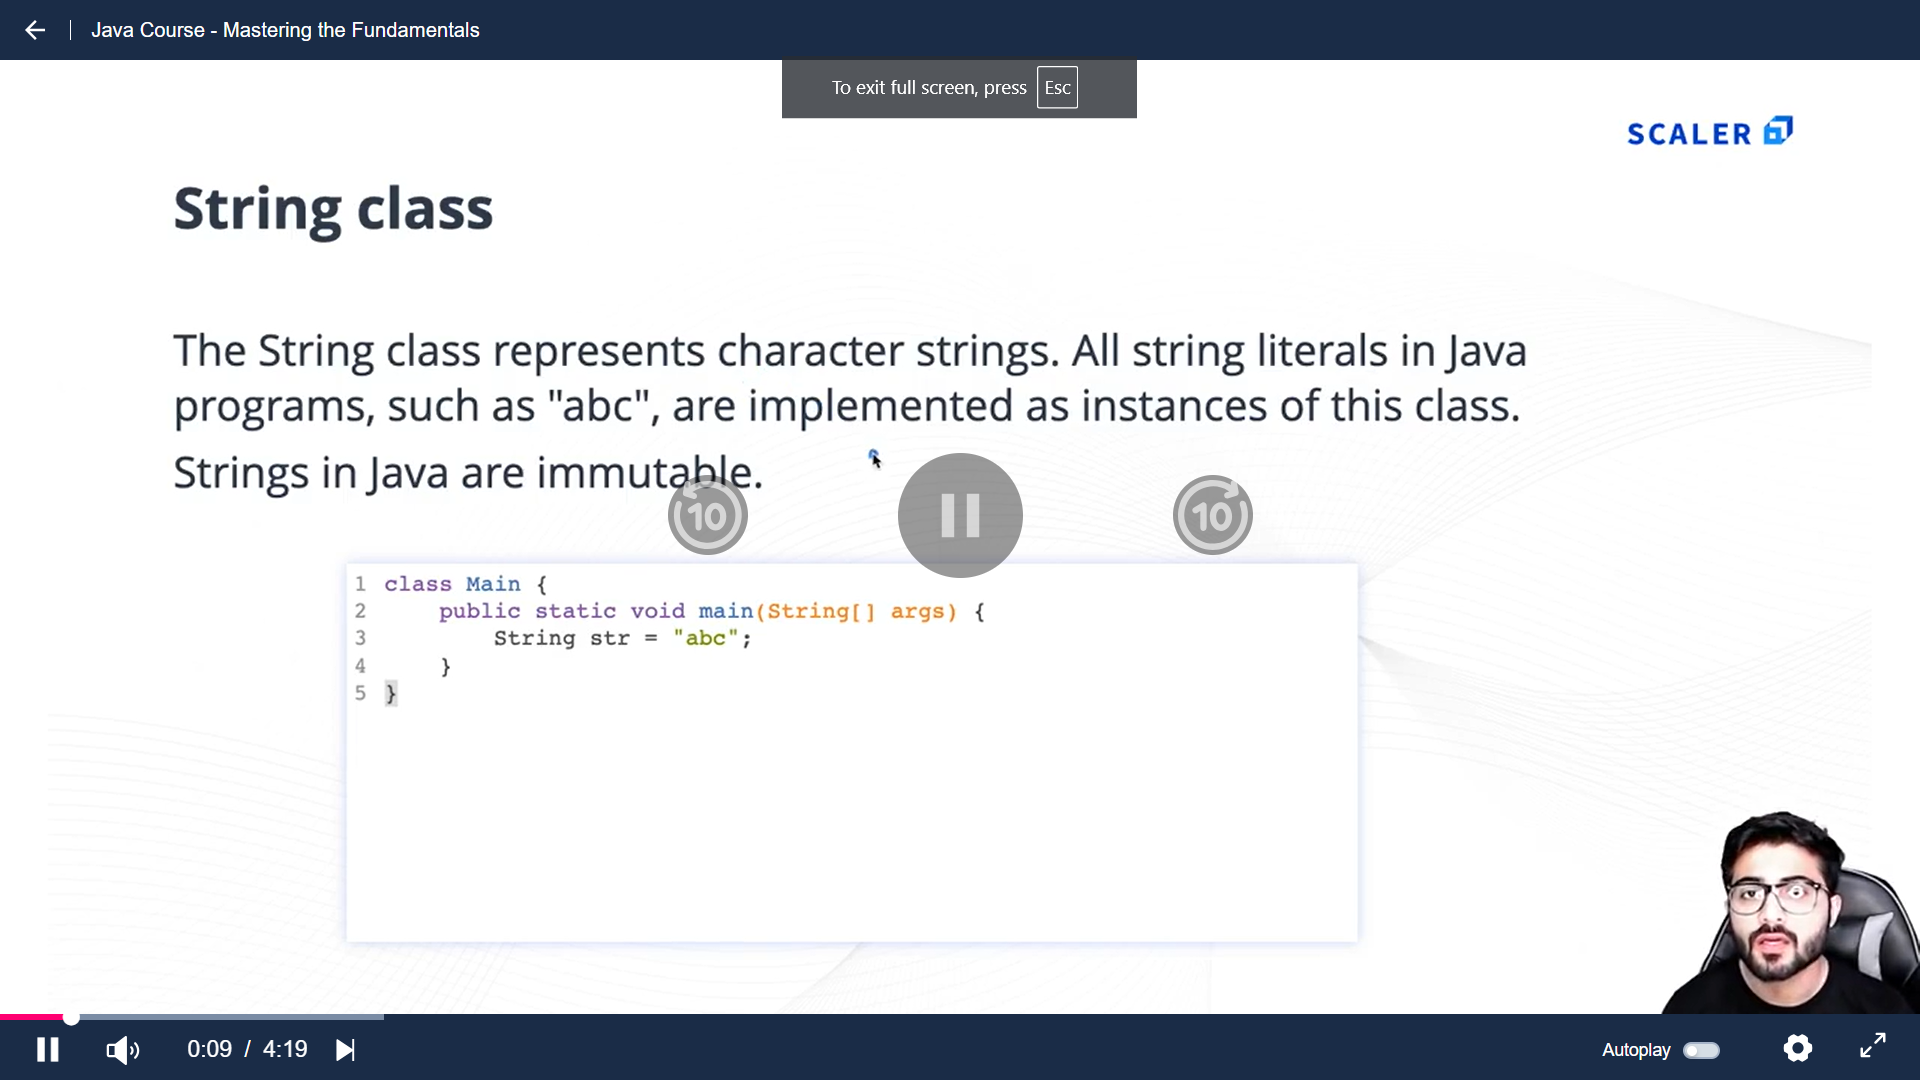 Java Course - Mastering the Fundamentals
To exit full screen, press Esc
SCALER
String class
The String class represents character strings. All string literals in Java
programs, such as "abc", are implemented as instances of this class.
Strings in Java are immutable.
10
10
1 class Main {
2     public static void main(String[] args) {
3         String str = "abc";
4     }
5 }
0:09 / 4:19
Autoplay